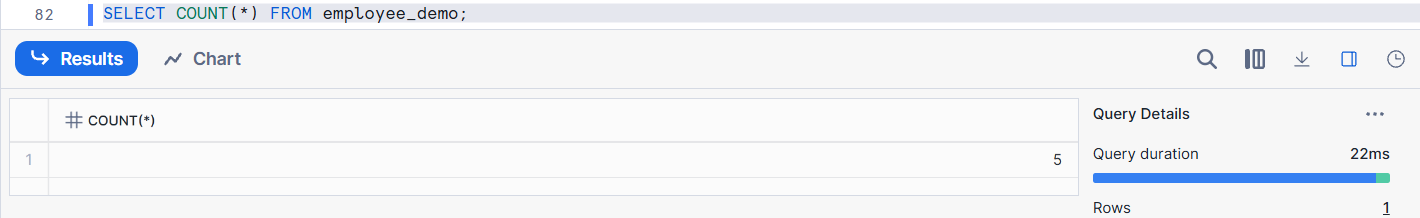 82 SELECT COUNT(*) FROM employee_demo;
Results Chart
COUNT(*)
Query Details ...
1 5
Query duration 22ms
Rows 1